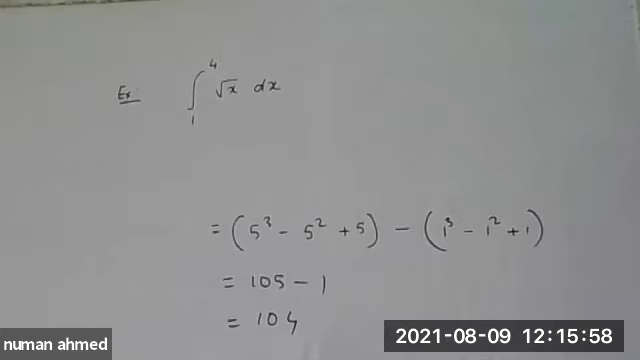 Ex: ∫₁⁴ √x dx
= (5³ - 5² + 5) - (1³ - 1² + 1)
= 105 - 1
= 104
numan ahmed
2021-08-09 12:15:58